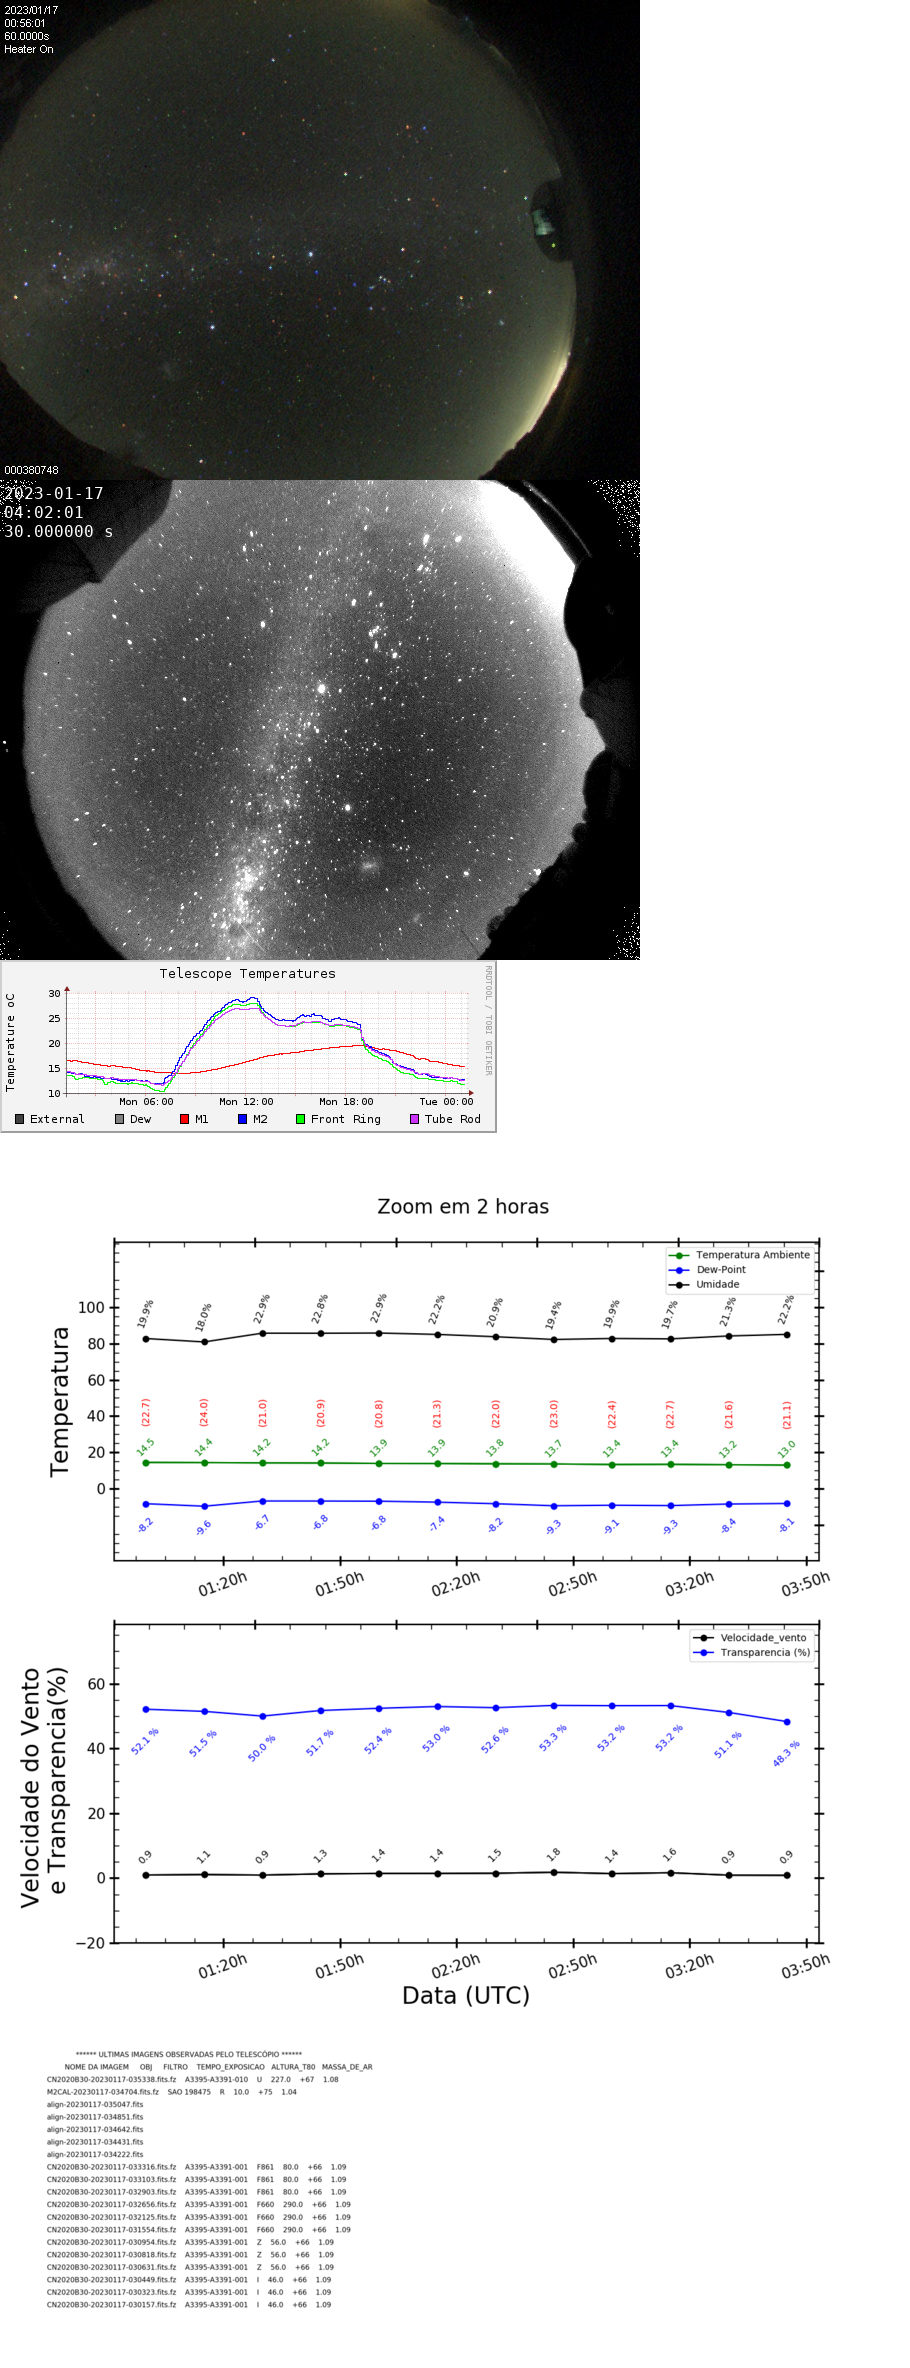 2023/01/17
00:56:01
60.0000s
Heater On
000380748
2023-01-17
04:02:01
30.000000 s
Telescope Temperatures
RRDTOOL / TOBI OETIKER
Temperature oC
30
25
20
15
10
Mon 06:00 Mon 12:00 Mon 18:00 Tue 00:00
External Dew M1 M2 Front Ring Tube Rod
Zoom em 2 horas
Temperatura Ambiente
Dew-Point
Umidade
Temperatura
100
80
60
40
20
0
19.9% 18.0% 22.9% 22.8% 22.9% 22.2% 20.9% 19.4% 19.9% 19.7% 21.3% 22.2%
(22.7) (24.0) (21.0) (20.9) (20.8) (21.3) (22.0) (23.0) (22.4) (22.7) (21.6) (21.1)
14.5 14.4 14.2 14.2 13.9 13.9 13.8 13.7 13.4 13.4 13.2 13.0
-8.2 -9.6 -6.7 -6.8 -6.8 -7.4 -8.2 -9.3 -9.1 -9.3 -8.4 -8.1
01:20h 01:50h 02:20h 02:50h 03:20h 03:50h
Velocidade_vento
Transparencia (%)
Velocidade do Vento
e Transparencia(%)
60
40
20
0
−20
52.1 % 51.5 % 50.0 % 51.7 % 52.4 % 53.0 % 52.6 % 53.3 % 53.2 % 53.2 % 51.1 % 48.3 %
0.9 1.1 0.9 1.3 1.4 1.4 1.5 1.8 1.4 1.6 0.9 0.9
01:20h 01:50h 02:20h 02:50h 03:20h 03:50h
Data (UTC)
****** ULTIMAS IMAGENS OBSERVADAS PELO TELESCÓPIO ******
NOME DA IMAGEM OBJ FILTRO TEMPO_EXPOSICAO ALTURA_T80 MASSA_DE_AR
CN2020B30-20230117-035338.fits.fz A3395-A3391-010 U 227.0 +67 1.08
M2CAL-20230117-034704.fits.fz SAO 198475 R 10.0 +75 1.04
align-20230117-035047.fits
align-20230117-034851.fits
align-20230117-034642.fits
align-20230117-034431.fits
align-20230117-034222.fits
CN2020B30-20230117-033316.fits.fz A3395-A3391-001 F861 80.0 +66 1.09
CN2020B30-20230117-033103.fits.fz A3395-A3391-001 F861 80.0 +66 1.09
CN2020B30-20230117-032903.fits.fz A3395-A3391-001 F861 80.0 +66 1.09
CN2020B30-20230117-032656.fits.fz A3395-A3391-001 F660 290.0 +66 1.09
CN2020B30-20230117-032125.fits.fz A3395-A3391-001 F660 290.0 +66 1.09
CN2020B30-20230117-031554.fits.fz A3395-A3391-001 F660 290.0 +66 1.09
CN2020B30-20230117-030954.fits.fz A3395-A3391-001 Z 56.0 +66 1.09
CN2020B30-20230117-030818.fits.fz A3395-A3391-001 Z 56.0 +66 1.09
CN2020B30-20230117-030631.fits.fz A3395-A3391-001 Z 56.0 +66 1.09
CN2020B30-20230117-030449.fits.fz A3395-A3391-001 I 46.0 +66 1.09
CN2020B30-20230117-030323.fits.fz A3395-A3391-001 I 46.0 +66 1.09
CN2020B30-20230117-030157.fits.fz A3395-A3391-001 I 46.0 +66 1.09